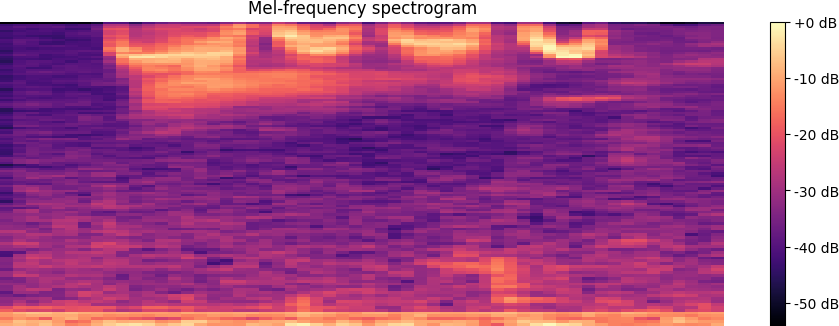 Mel-frequency spectrogram
+0 dB
-10 dB
-20 dB
-30 dB
-40 dB
-50 dB